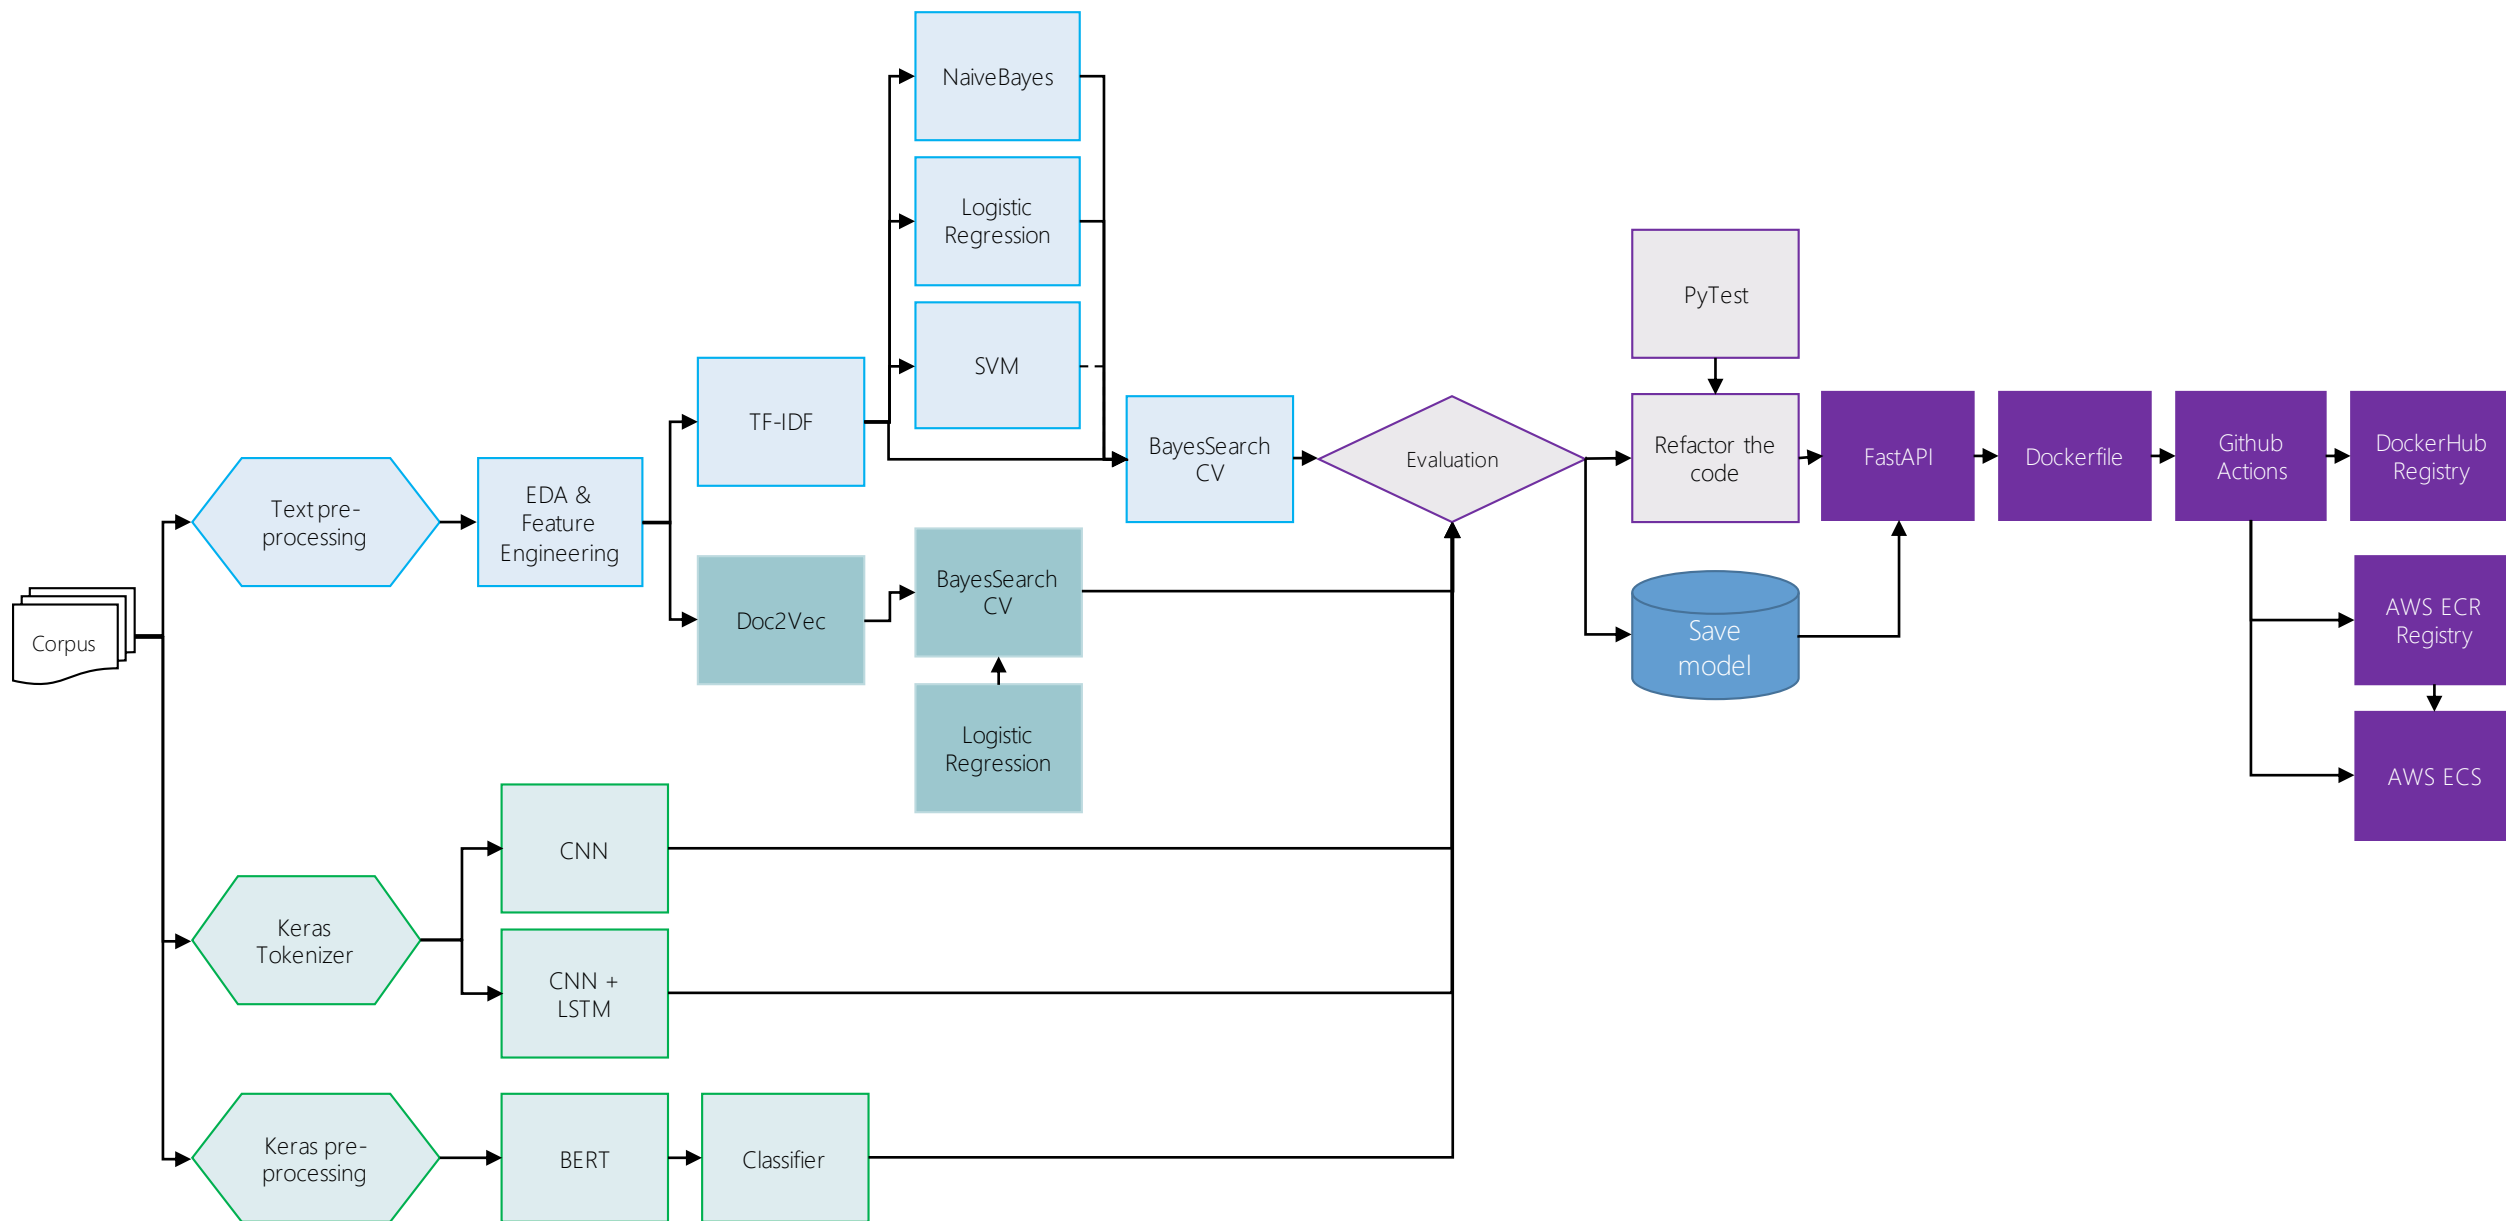 NaiveBayes
Logistic
Regression
SVM
TF-IDF
Text pre-
processing
EDA &
Feature
Engineering
Doc2Vec
BayesSearch
CV
Logistic
Regression
BayesSearch
CV
Evaluation
PyTest
Refactor the
code
Save
model
FastAPI
Dockerfile
Github
Actions
DockerHub
Registry
AWS ECR
Registry
AWS ECS
Corpus
Keras
Tokenizer
CNN
CNN +
LSTM
Keras pre-
processing
BERT
Classifier